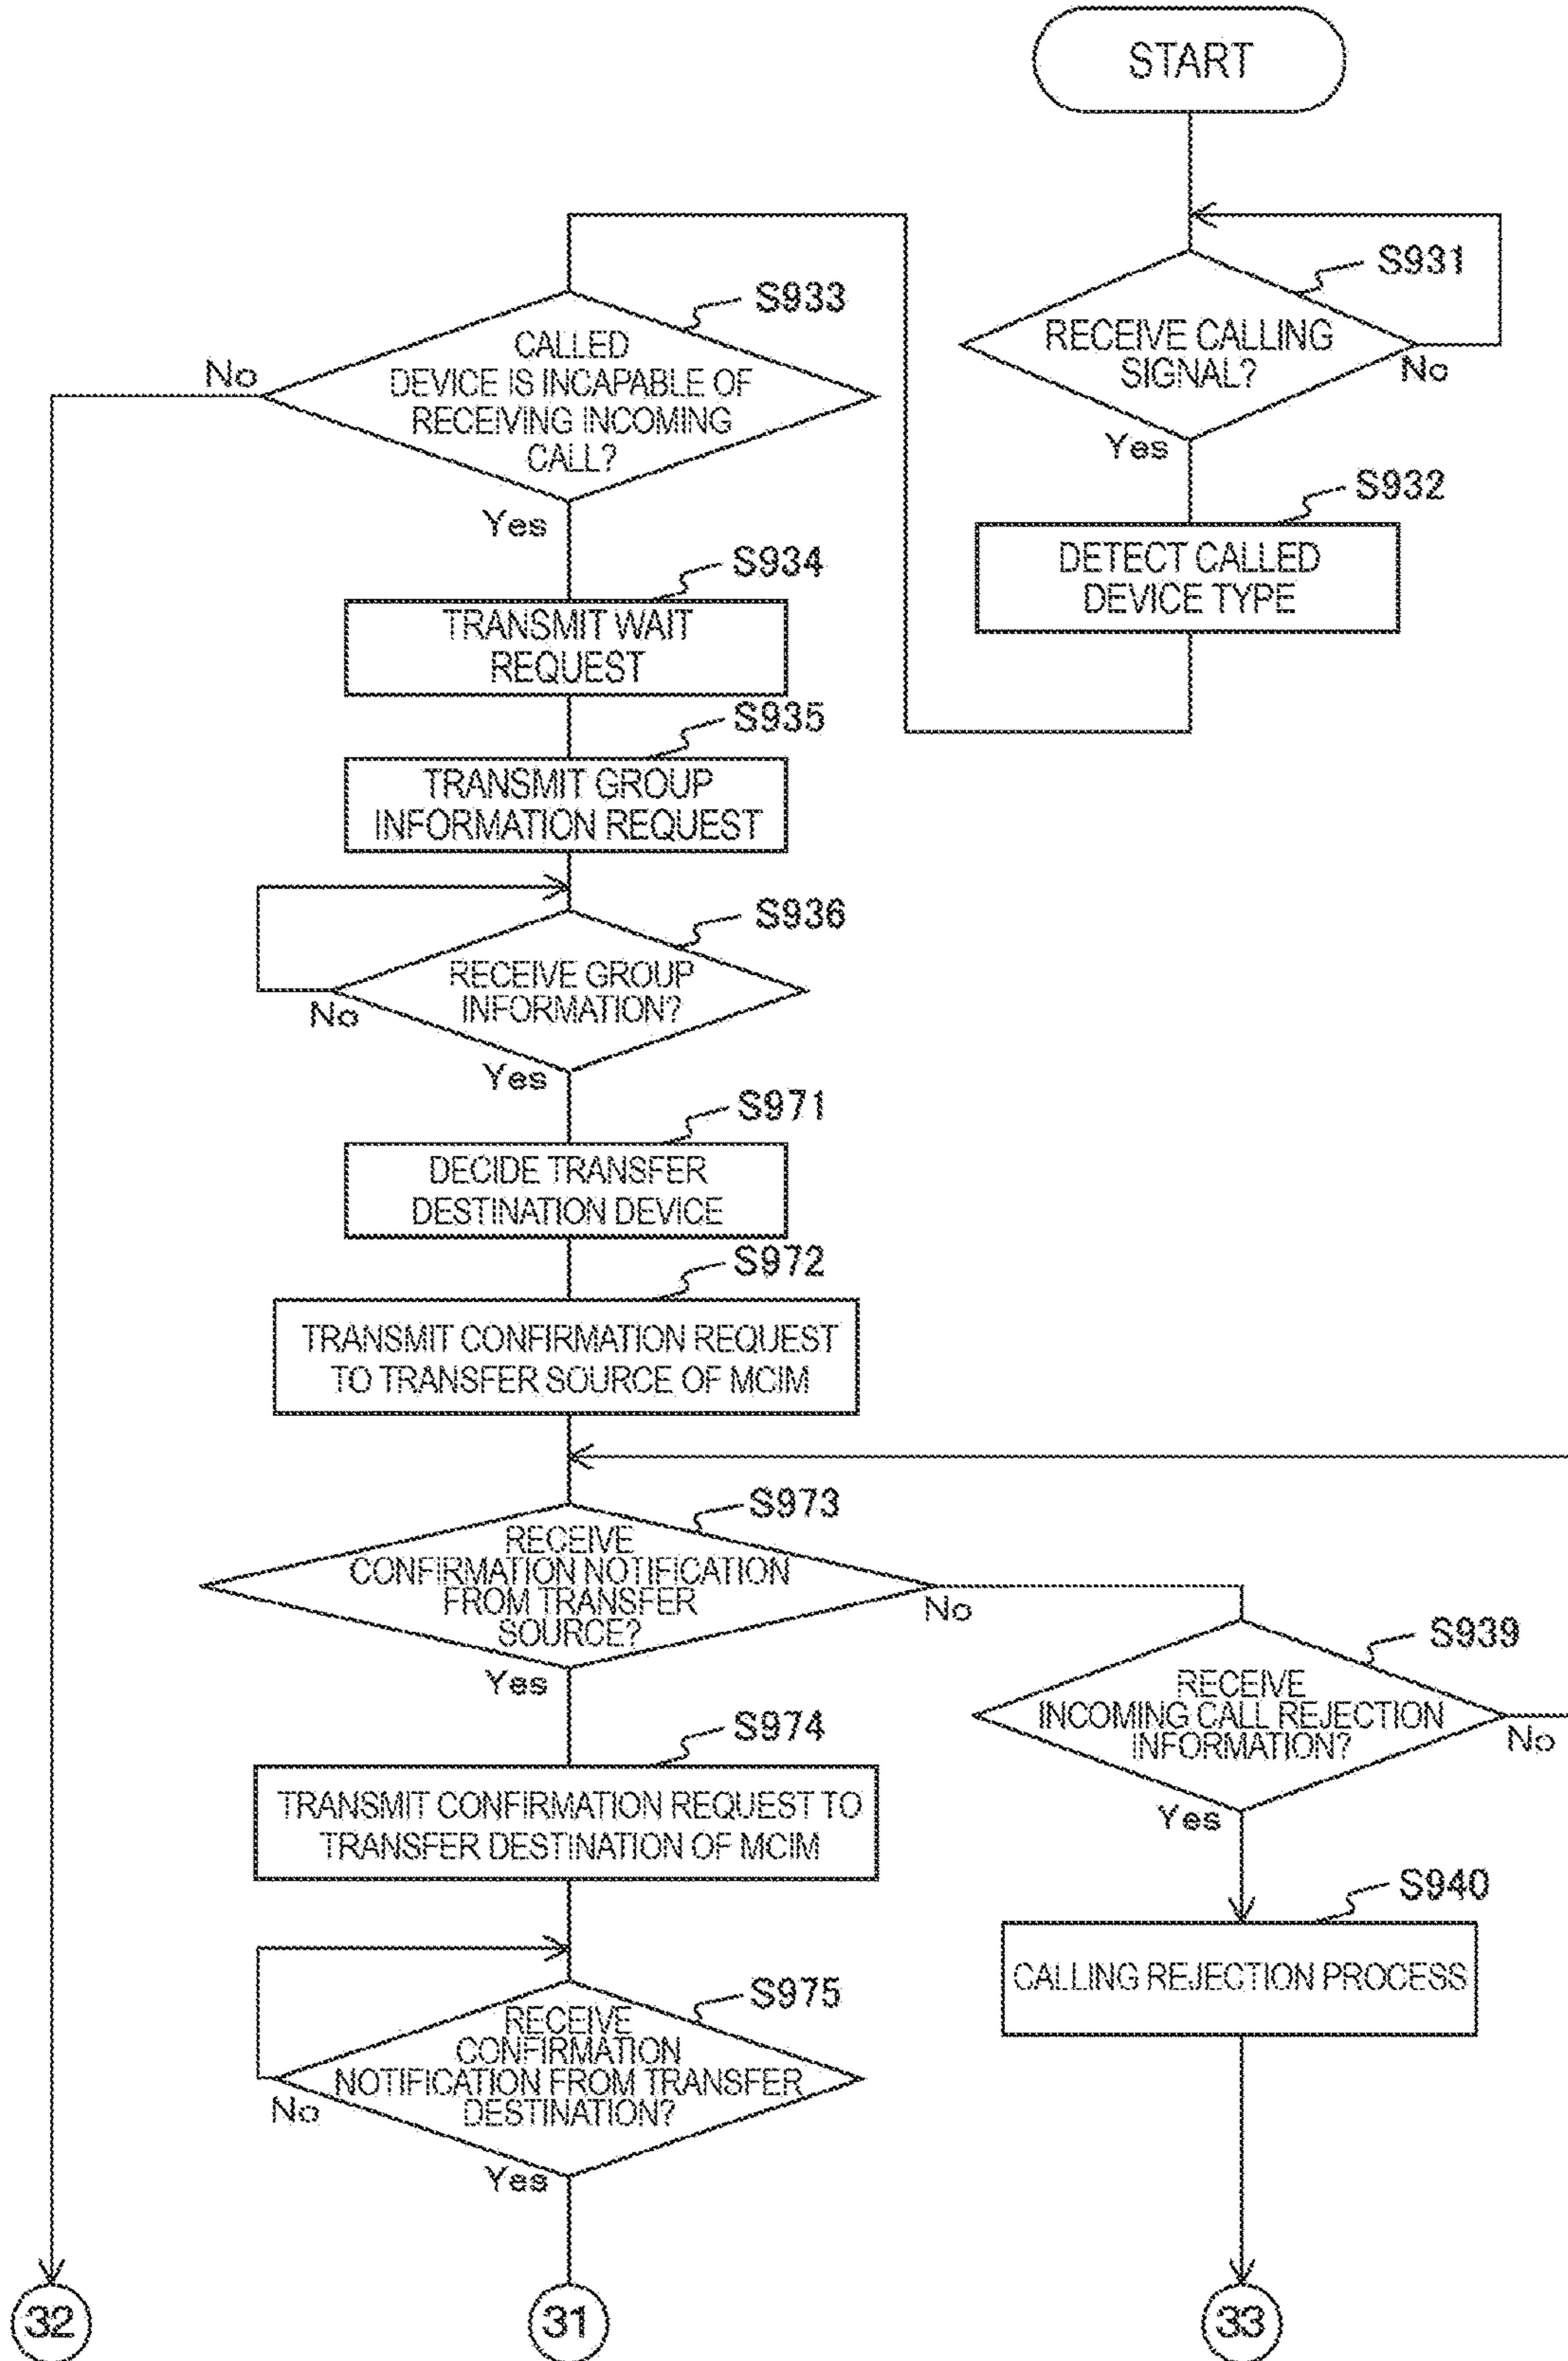 START
S931
RECEIVE CALLING
SIGNAL?
No
Yes
S932
DETECT CALLED
DEVICE TYPE
S933
CALLED
DEVICE IS INCAPABLE OF
RECEIVING INCOMING
CALL?
No
Yes
S934
TRANSMIT WAIT
REQUEST
S935
TRANSMIT GROUP
INFORMATION REQUEST
S936
RECEIVE GROUP
INFORMATION?
No
Yes
S971
DECIDE TRANSFER
DESTINATION DEVICE
S972
TRANSMIT CONFIRMATION REQUEST
TO TRANSFER SOURCE OF MCIM
S973
RECEIVE
CONFIRMATION NOTIFICATION
FROM TRANSFER
SOURCE?
No
Yes
S939
RECEIVE
INCOMING CALL REJECTION
INFORMATION?
No
Yes
S974
TRANSMIT CONFIRMATION REQUEST TO
TRANSFER DESTINATION OF MCIM
S940
CALLING REJECTION PROCESS
S975
RECEIVE
CONFIRMATION
NOTIFICATION FROM TRANSFER
DESTINATION?
No
Yes
32
31
33